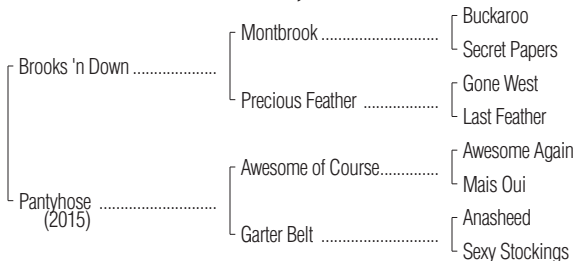 Buckaroo
Montbrook ......................
Secret Papers
Brooks 'n Down ................
Gone West
Precious Feather ..............
Last Feather
Awesome Again
Awesome of Course.............
Mais Oui
Pantyhose ......................
(2015)
Anasheed
Garter Belt ......................
Sexy Stockings